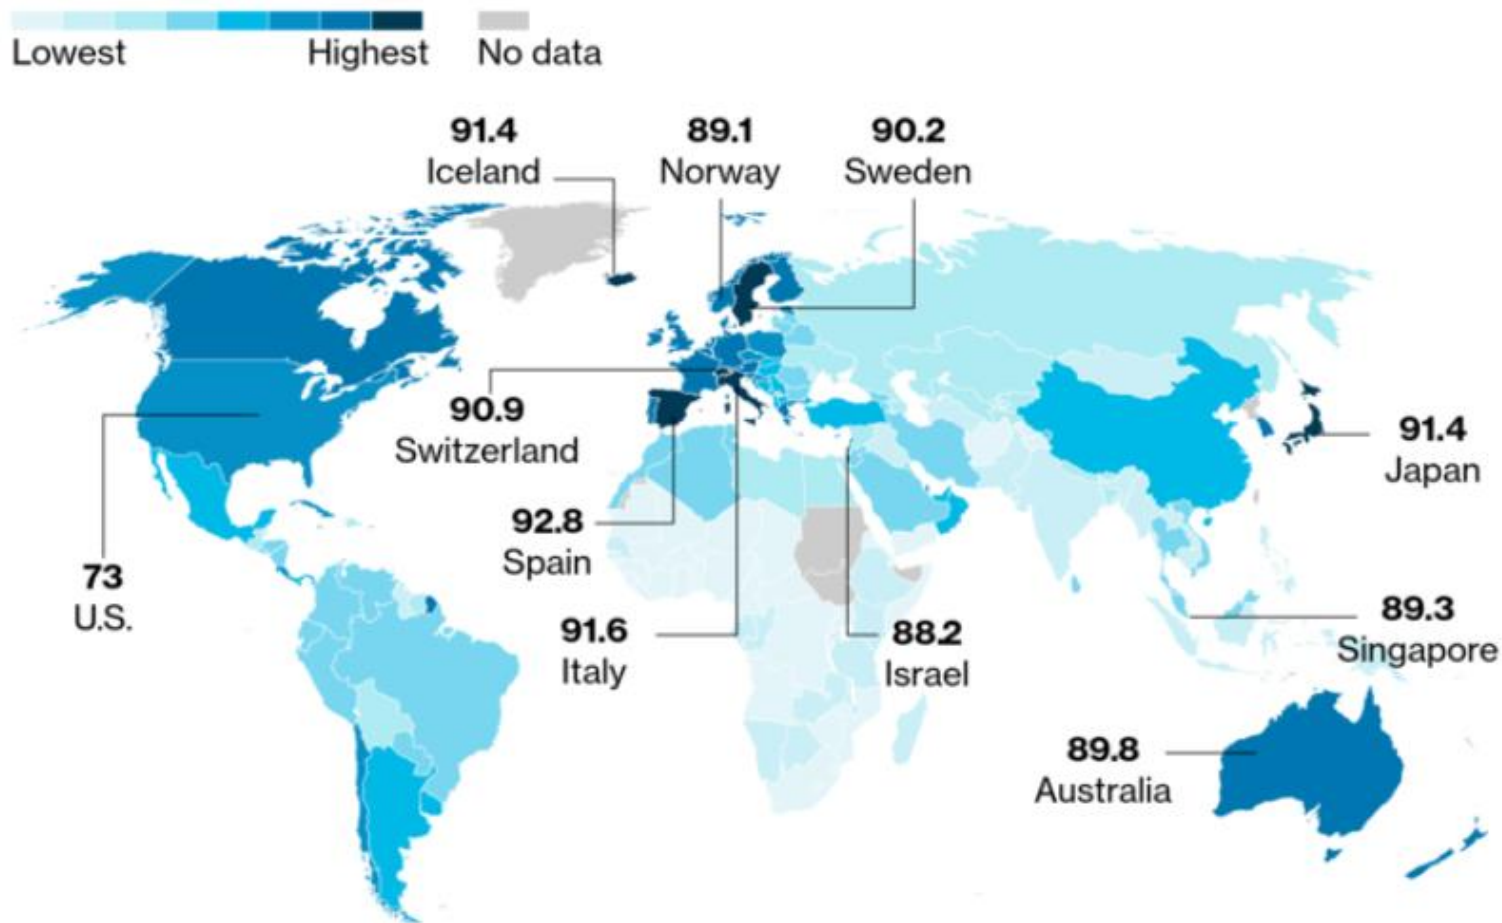 Lowest Highest No data
91.4
Iceland
89.1
Norway
90.2
Sweden
90.9
Switzerland
91.4
Japan
92.8
Spain
73
U.S.
91.6
Italy
88.2
Israel
89.3
Singapore
89.8
Australia